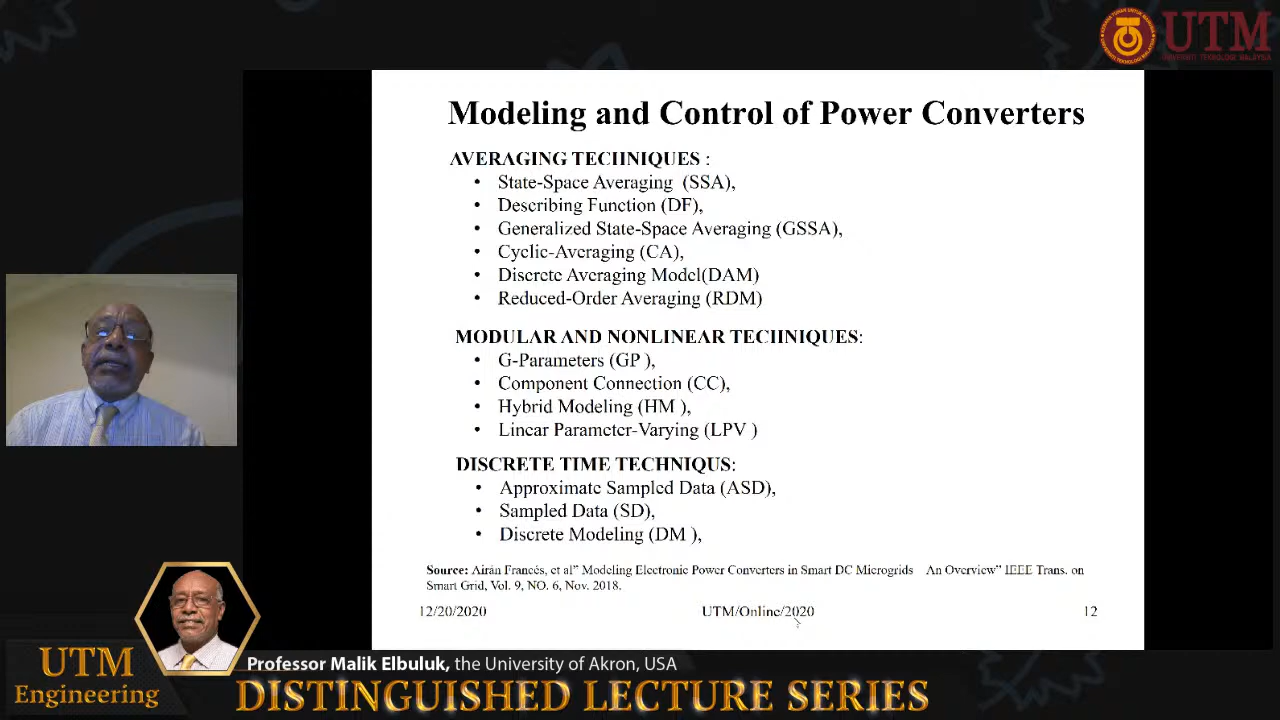 UTM
UNIVERSITI TEKNOLOGI MALAYSIA
Modeling and Control of Power Converters
AVERAGING TECHNIQUES :
• State-Space Averaging (SSA),
• Describing Function (DF),
• Generalized State-Space Averaging (GSSA),
• Cyclic-Averaging (CA),
• Discrete Averaging Model(DAM)
• Reduced-Order Averaging (RDM)
MODULAR AND NONLINEAR TECHNIQUES:
• G-Parameters (GP ),
• Component Connection (CC),
• Hybrid Modeling (HM ),
• Linear Parameter-Varying (LPV )
DISCRETE TIME TECHNIQUS:
• Approximate Sampled Data (ASD),
• Sampled Data (SD),
• Discrete Modeling (DM ),
Source: Airán Francés, et al” Modeling Electronic Power Converters in Smart DC Microgrids An Overview” IEEE Trans. on
Smart Grid, Vol. 9, NO. 6, Nov. 2018.
12/20/2020
UTM/Online/2020
12
UTM
Engineering
Professor Malik Elbuluk, the University of Akron, USA
DISTINGUISHED LECTURE SERIES